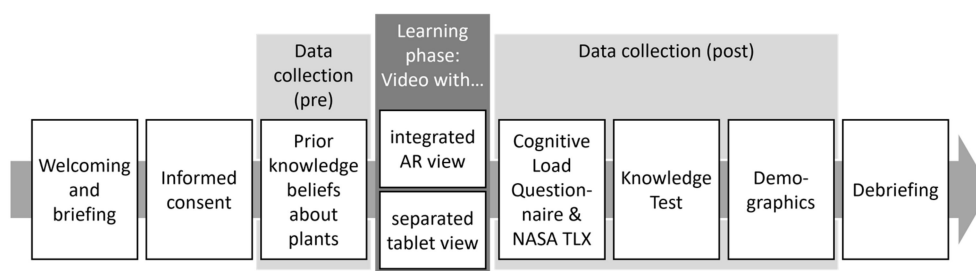 Welcoming
and
briefing
Informed
consent
Data
collection
(pre)
Prior
knowledge
beliefs
about
plants
Learning
phase:
Video with…
integrated
AR view
separated
tablet view
Data collection (post)
Cognitive
Load
Question-
naire &
NASA TLX
Knowledge
Test
Demo-
graphics
Debriefing